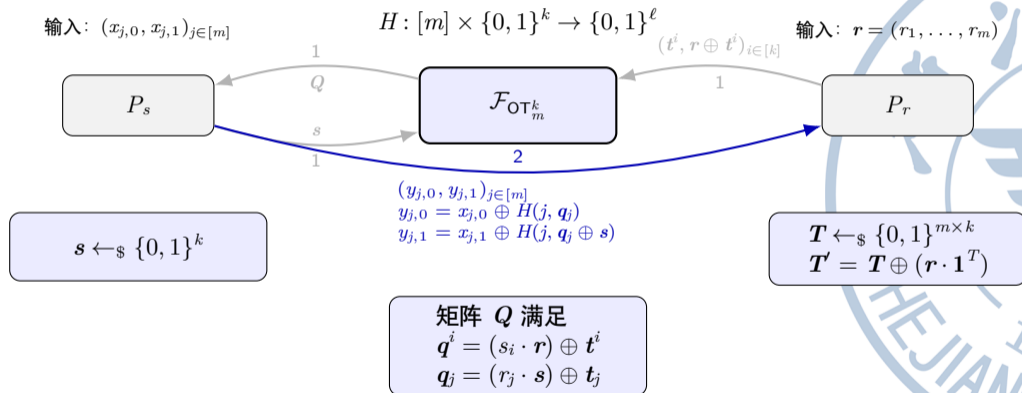 输入: (x_{j,0}, x_{j,1})_{j∈[m]}
H: [m] × {0,1}^k → {0,1}^ℓ
输入: r = (r_1, . . . , r_m)
1
Q
(t^i, r ⊕ t^i)_{i∈[k]}
1
P_s
F_{OT^k_m}
P_r
s
1
2
(y_{j,0}, y_{j,1})_{j∈[m]}
y_{j,0} = x_{j,0} ⊕ H(j, q_j)
y_{j,1} = x_{j,1} ⊕ H(j, q_j ⊕ s)
s ←_$ {0,1}^k
T ←_$ {0,1}^{m×k}
T′ = T ⊕ (r · 1^T)
矩阵 Q 满足
q^i = (s_i · r) ⊕ t^i
q_j = (r_j · s) ⊕ t_j
HEJIAN